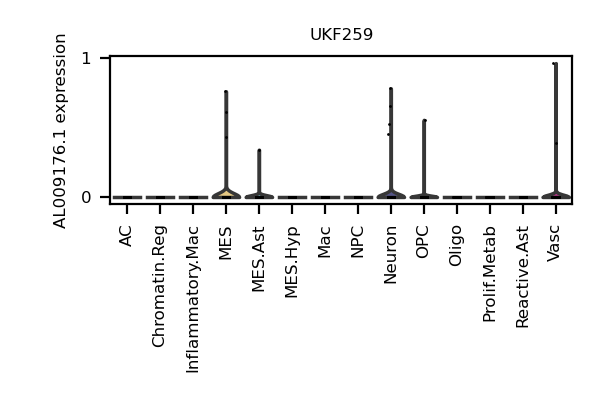 UKF259
AL009176.1 expression
1
0
AC
Chromatin.Reg
Inflammatory.Mac
MES
MES.Ast
MES.Hyp
Mac
NPC
Neuron
OPC
Oligo
Prolif.Metab
Reactive.Ast
Vasc